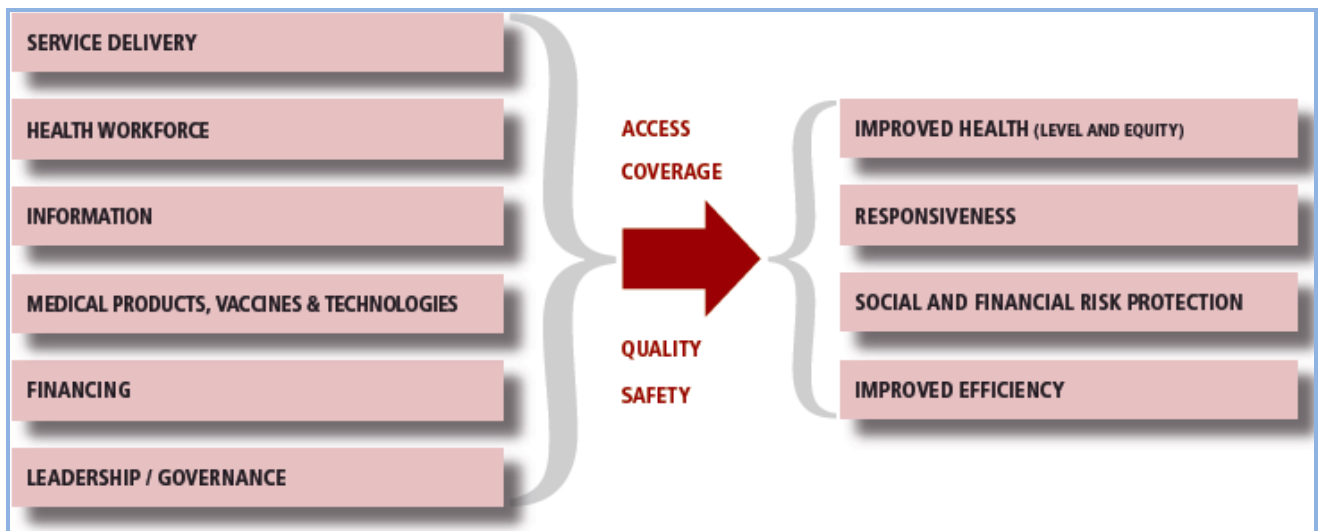 SERVICE DELIVERY
HEALTH WORKFORCE
INFORMATION
MEDICAL PRODUCTS, VACCINES & TECHNOLOGIES
FINANCING
LEADERSHIP / GOVERNANCE
ACCESS
COVERAGE
QUALITY
SAFETY
IMPROVED HEALTH (LEVEL AND EQUITY)
RESPONSIVENESS
SOCIAL AND FINANCIAL RISK PROTECTION
IMPROVED EFFICIENCY